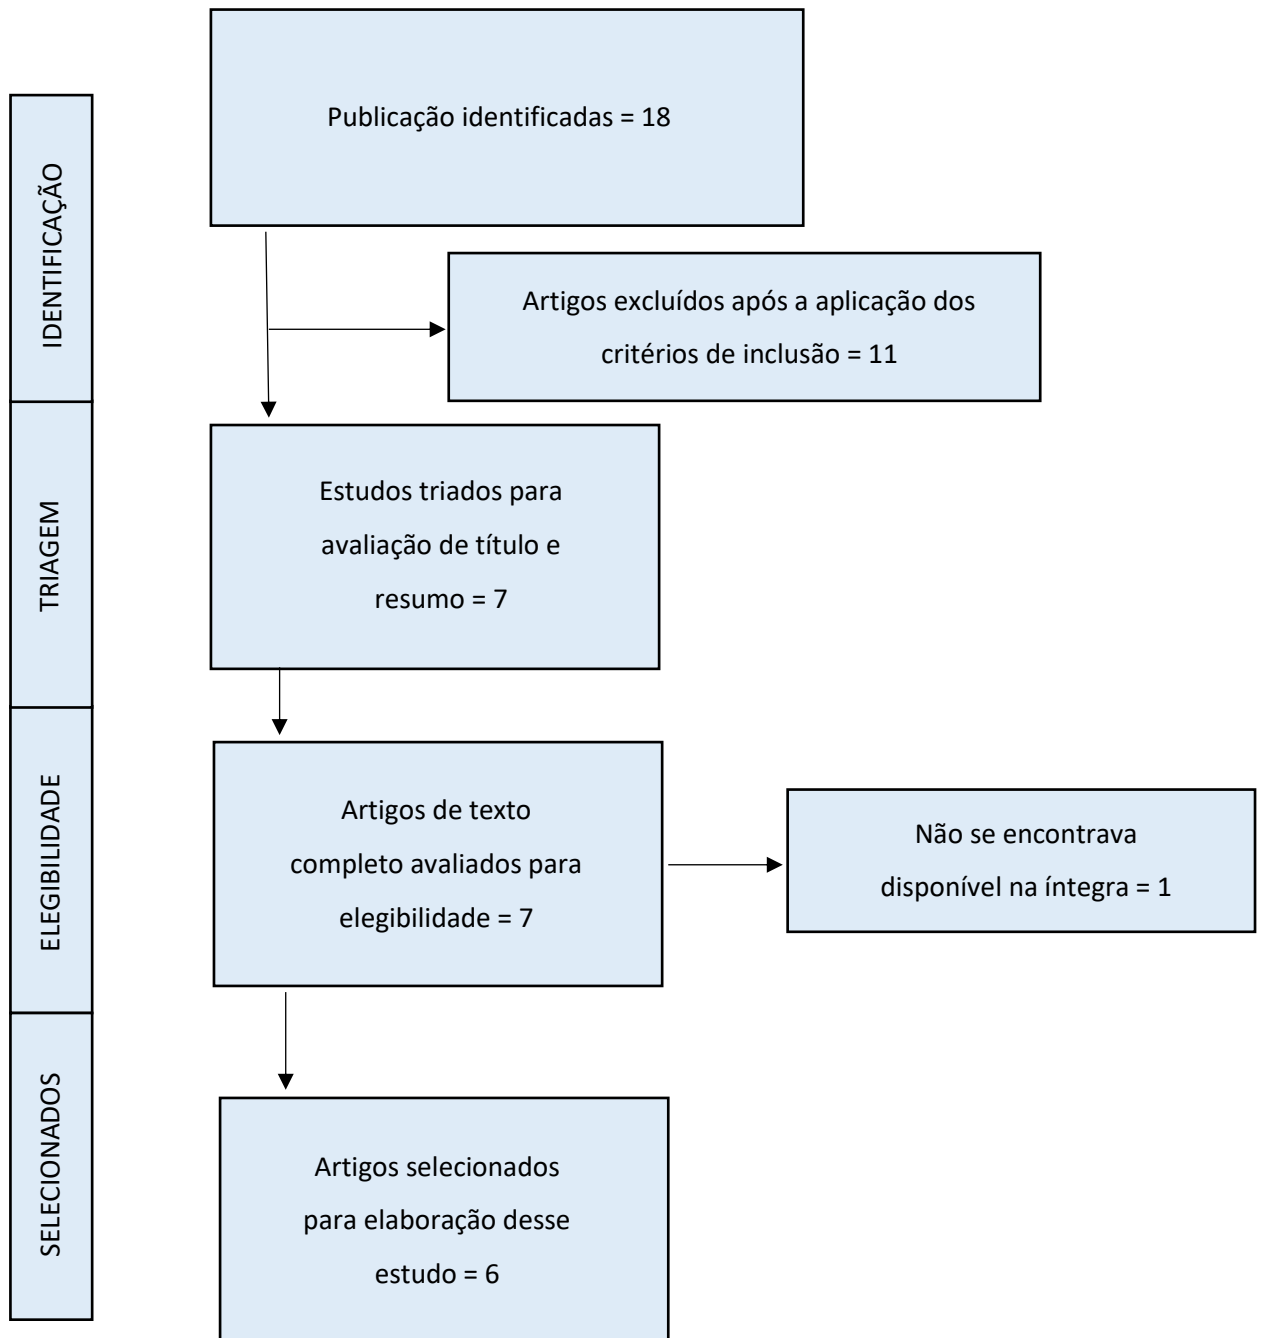 Publicação identificadas = 18
IDENTIFICAÇÃO
Artigos excluídos após a aplicação dos
critérios de inclusão = 11
TRIAGEM
Estudos triados para
avaliação de título e
resumo = 7
ELEGIBILIDADE
Artigos de texto
completo avaliados para
elegibilidade = 7
Não se encontrava
disponível na íntegra = 1
SELECIONADOS
Artigos selecionados
para elaboração desse
estudo = 6